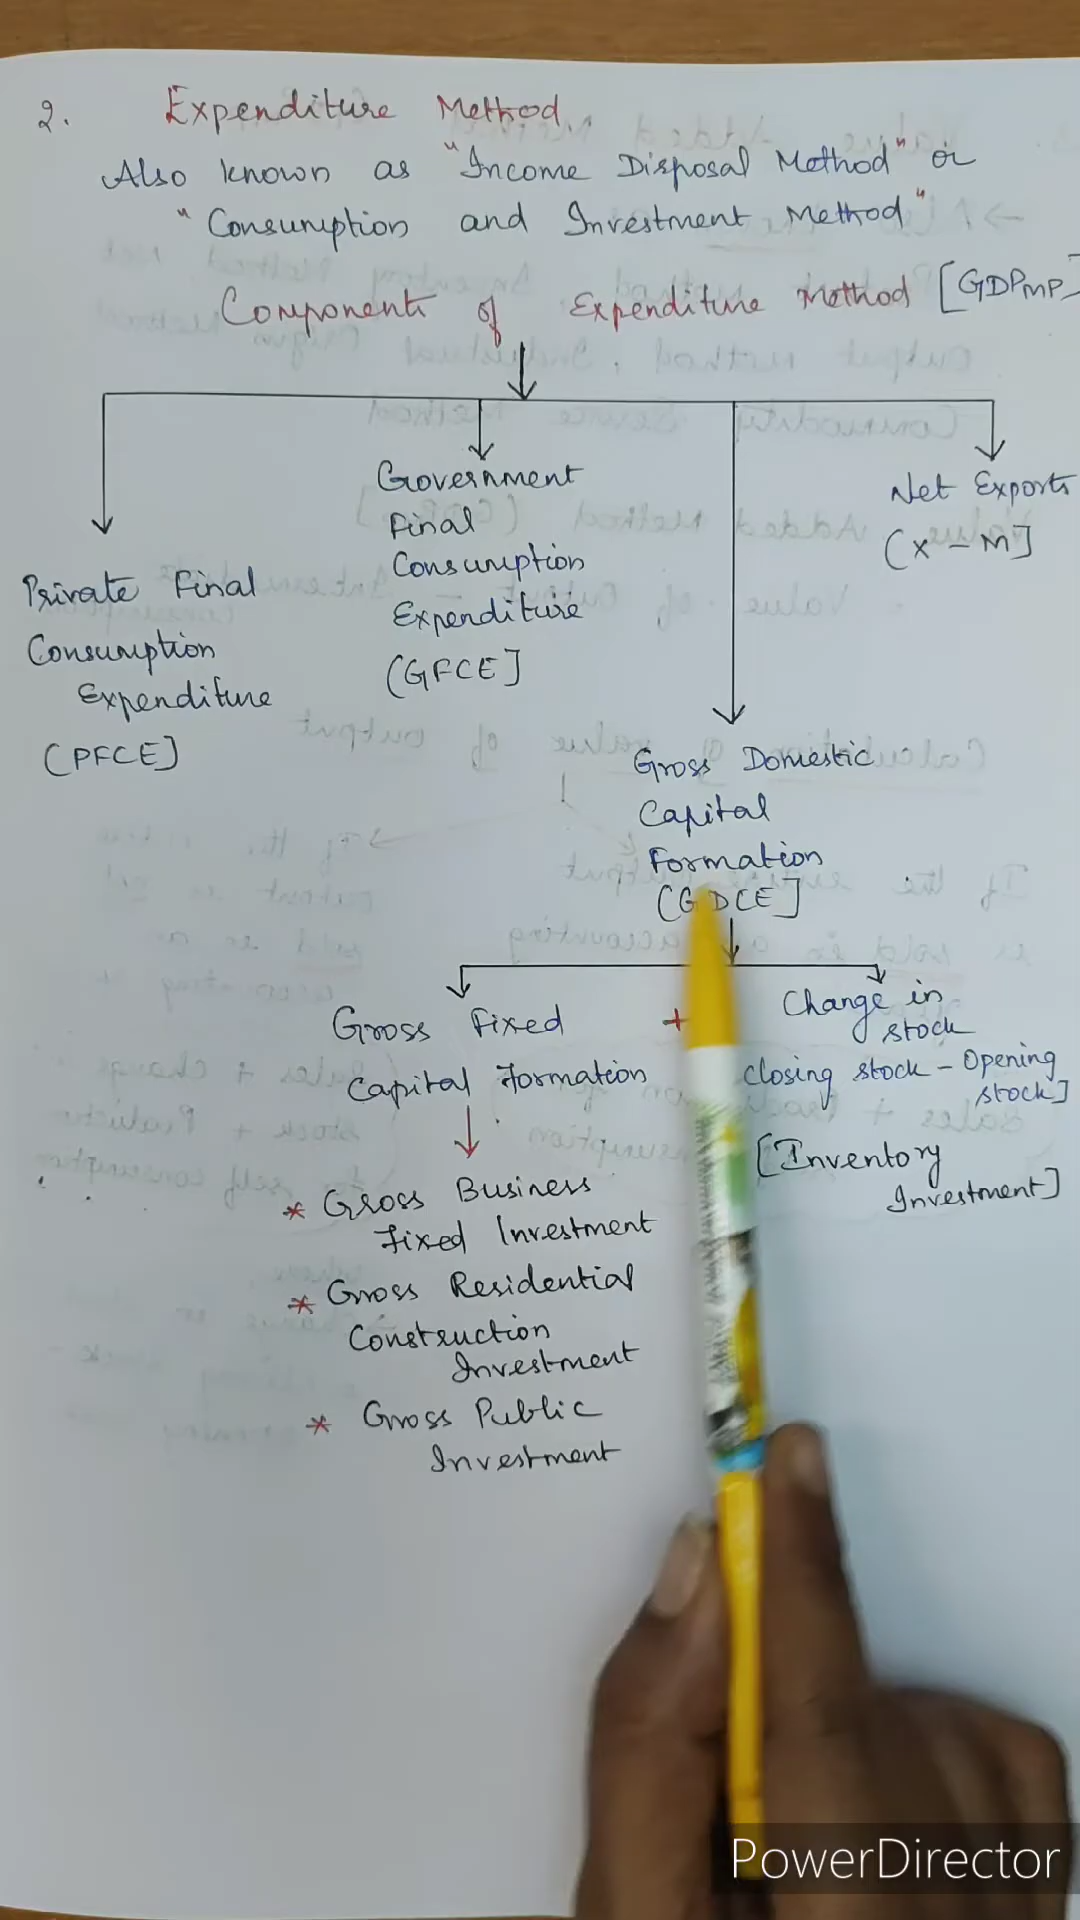 2. Expenditure Method
Also known as "Income Disposal Method" or
"Consumption and Investment Method"
Components of Expenditure Method [GDPMP]
Government
Final
Consumption
Expenditure
(GFCE]
Net Exports
(X - M]
Private Final
Consumption
Expenditure
(PFCE]
Gross Domestic
Capital
Formation
(GDCE]
Gross Fixed
Capital Formation
+
Change in
stock
Closing stock - Opening
stock]
[Inventory
Investment]
* Gross Business
Fixed Investment
* Gross Residential
Construction
Investment
* Gross Public
Investment
PowerDirector